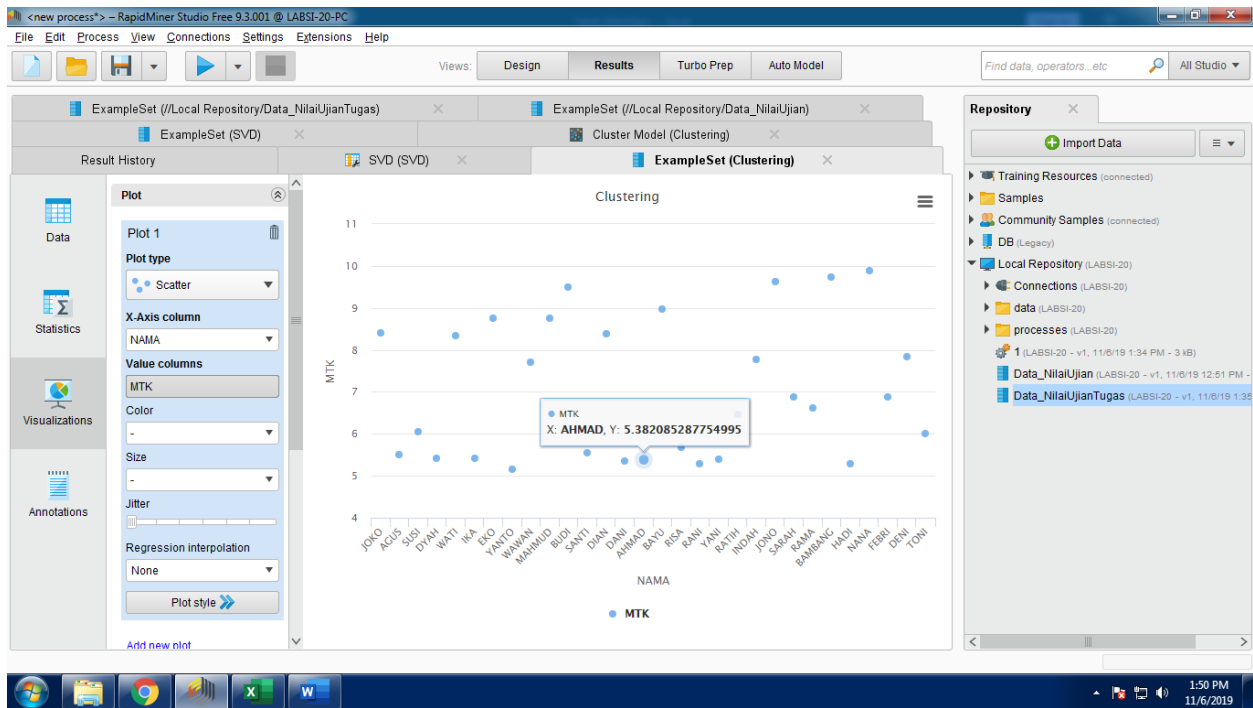 <new process*> – RapidMiner Studio Free 9.3.001 @ LABSI-20-PC
File Edit Process View Connections Settings Extensions Help
Views: Design Results Turbo Prep Auto Model
Find data, operators...etc
All Studio
ExampleSet (//Local Repository/Data_NilaiUjianTugas)
ExampleSet (//Local Repository/Data_NilaiUjian)
ExampleSet (SVD)
Cluster Model (Clustering)
Result History
SVD (SVD)
ExampleSet (Clustering)
Data
Statistics
Visualizations
Annotations
Plot
Plot 1
Plot type
Scatter
X-Axis column
NAMA
Value columns
MTK
Color
-
Size
-
Jitter
Regression interpolation
None
Plot style
Add new plot
Clustering
11
10
9
8
7
6
5
4
MTK
MTK
X: AHMAD, Y: 5.382085287754995
JOKO
AGUS
SUSI
DYAH
WATI
IKA
EKO
YANTO
WAWAN
MAHMUD
BUDI
SANTI
DIAN
DANI
AHMAD
BAYU
RISA
RANI
YANI
RATIH
INDAH
JONO
SARAH
RAMA
BAMBANG
HADI
NANA
FEBRI
DENI
TONI
NAMA
MTK
Repository
Import Data
Training Resources (connected)
Samples
Community Samples (connected)
DB (Legacy)
Local Repository (LABSI-20)
Connections (LABSI-20)
data (LABSI-20)
processes (LABSI-20)
1 (LABSI-20 - v1, 11/6/19 1:34 PM - 3 kB)
Data_NilaiUjian (LABSI-20 - v1, 11/6/19 12:51 PM -
Data_NilaiUjianTugas (LABSI-20 - v1, 11/6/19 1:35
1:50 PM
11/6/2019